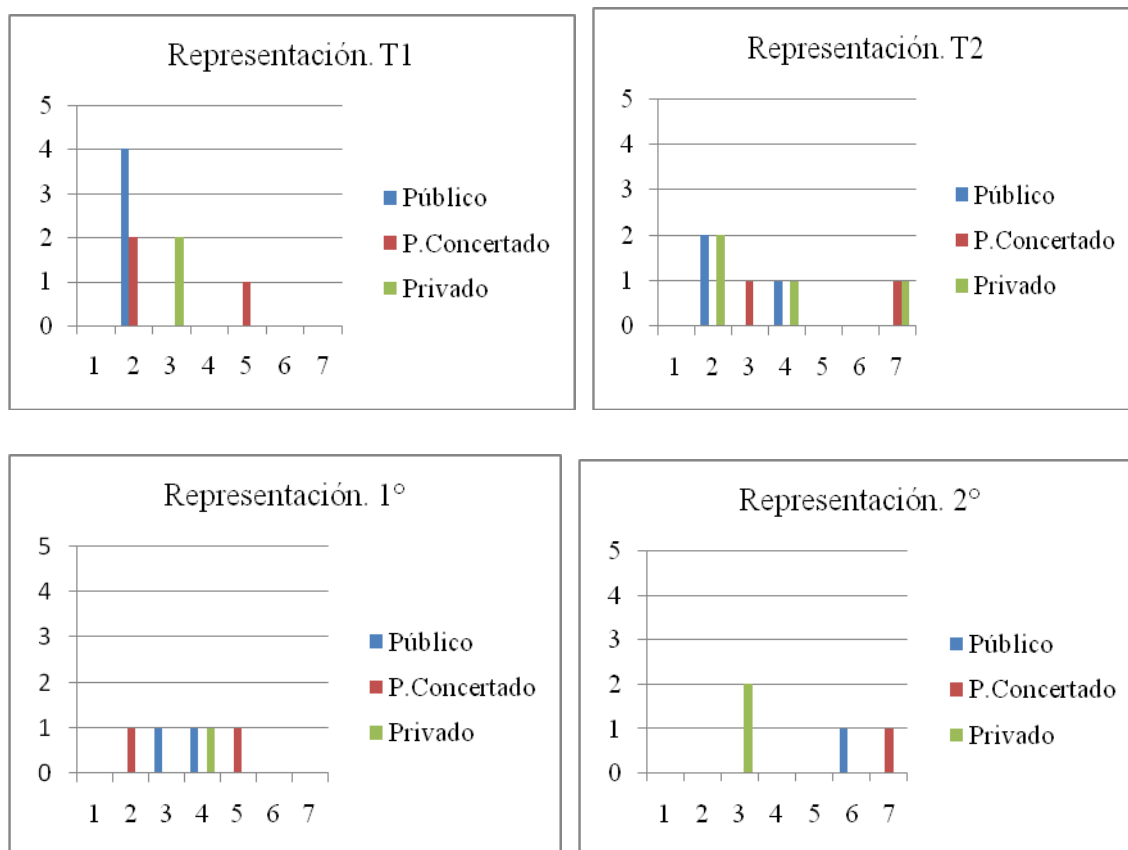 Representación. T1
5
4
3
2
1
0
1 2 3 4 5 6 7
Público
P.Concertado
Privado
Representación. T2
5
4
3
2
1
0
1 2 3 4 5 6 7
Público
P.Concertado
Privado
Representación. 1°
5
4
3
2
1
0
1 2 3 4 5 6 7
Público
P.Concertado
Privado
Representación. 2°
5
4
3
2
1
0
1 2 3 4 5 6 7
Público
P.Concertado
Privado